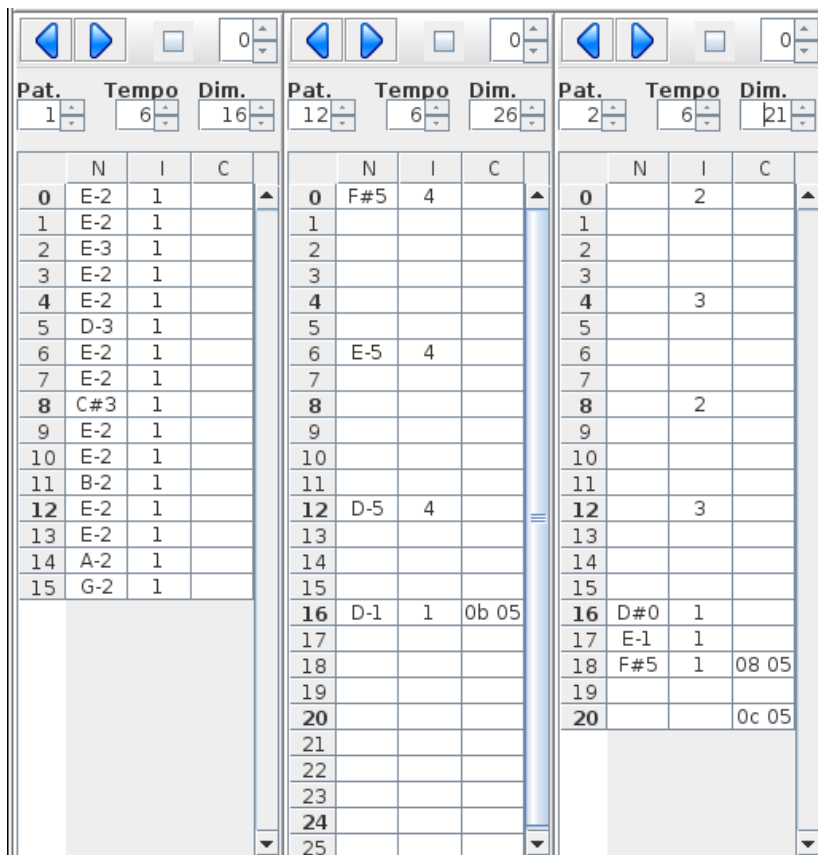 0 0 0
Pat. Tempo Dim. Pat. Tempo Dim. Pat. Tempo Dim.
1 6 16 12 6 26 2 6 21
N I C N I C N I C
0 E-2 1 0 F#5 4 0 2
1 E-2 1 1 1
2 E-3 1 2 2
3 E-2 1 3 3
4 E-2 1 4 4 3
5 D-3 1 5 5
6 E-2 1 6 E-5 4 6
7 E-2 1 7 7
8 C#3 1 8 8 2
9 E-2 1 9 9
10 E-2 1 10 10
11 B-2 1 11 11
12 E-2 1 12 D-5 4 12 3
13 E-2 1 13 13
14 A-2 1 14 14
15 G-2 1 15 15
16 D-1 1 0b 05 16 D#0 1
17 17 E-1 1
18 18 F#5 1 08 05
19 19
20 20 0c 05
21
22
23
24
25